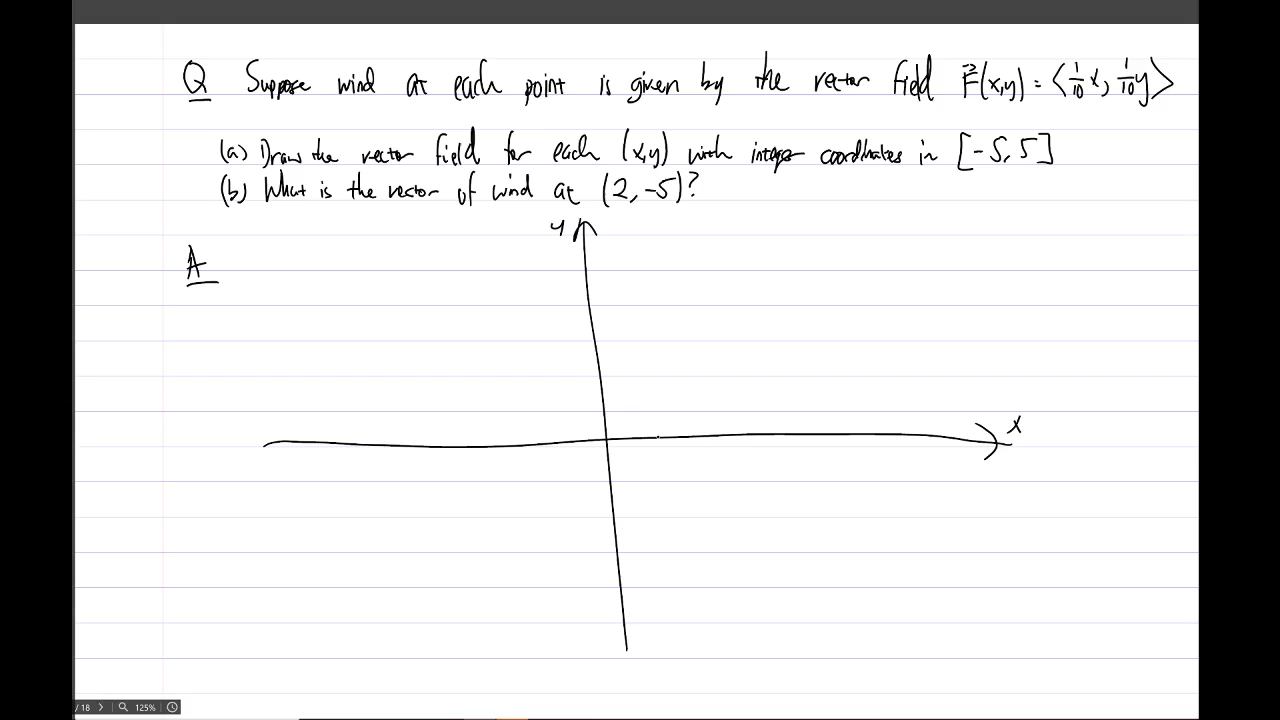 Q Suppose wind at each point is given by the vector field F⃗(x,y) = ⟨1/10 x, 1/10 y⟩
(a) Draw the vector field for each (x,y) with integer coordinates in [-5, 5]
(b) What is the vector of wind at (2, -5)?
y
A
x
/ 18 > 125%